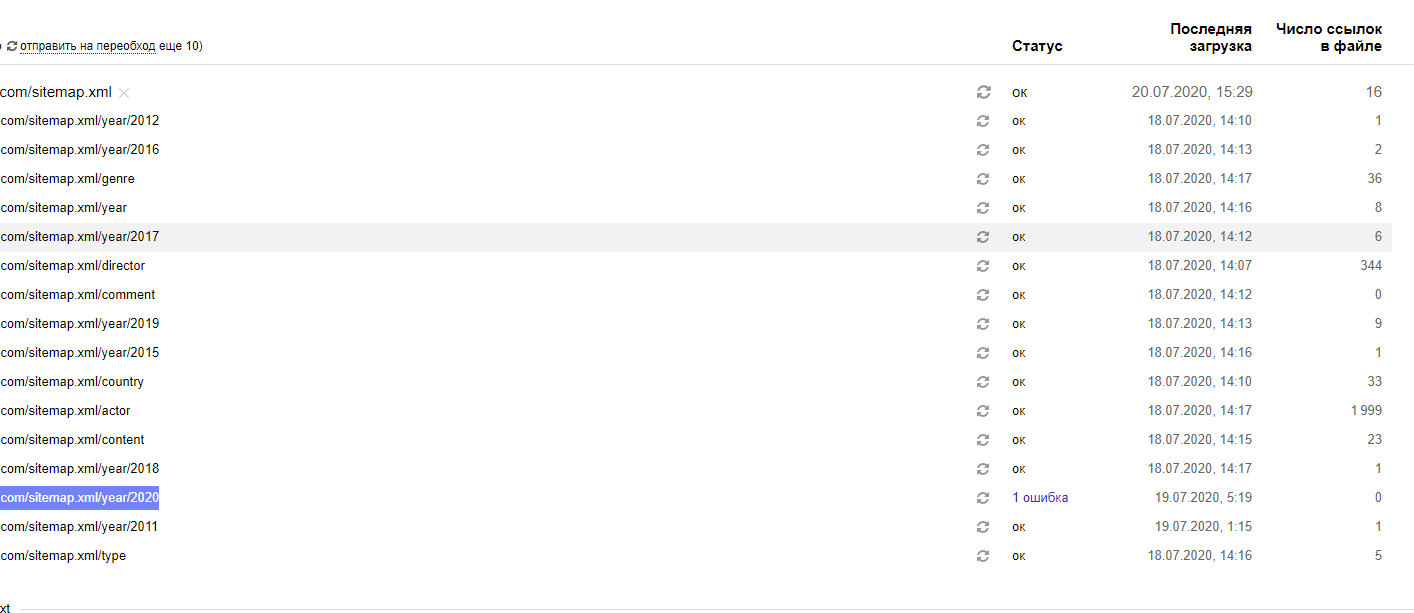 отправить на переобход еще 10)
Статус
Последняя загрузка
Число ссылок в файле
com/sitemap.xml ок 20.07.2020, 15:29 16
com/sitemap.xml/year/2012 ок 18.07.2020, 14:10 1
com/sitemap.xml/year/2016 ок 18.07.2020, 14:13 2
com/sitemap.xml/genre ок 18.07.2020, 14:17 36
com/sitemap.xml/year ок 18.07.2020, 14:16 8
com/sitemap.xml/year/2017 ок 18.07.2020, 14:12 6
com/sitemap.xml/director ок 18.07.2020, 14:07 344
com/sitemap.xml/comment ок 18.07.2020, 14:12 0
com/sitemap.xml/year/2019 ок 18.07.2020, 14:13 9
com/sitemap.xml/year/2015 ок 18.07.2020, 14:16 1
com/sitemap.xml/country ок 18.07.2020, 14:10 33
com/sitemap.xml/actor ок 18.07.2020, 14:17 1 999
com/sitemap.xml/content ок 18.07.2020, 14:15 23
com/sitemap.xml/year/2018 ок 18.07.2020, 14:17 1
com/sitemap.xml/year/2020 1 ошибка 19.07.2020, 5:19 0
com/sitemap.xml/year/2011 ок 19.07.2020, 1:15 1
com/sitemap.xml/type ок 18.07.2020, 14:16 5
xt